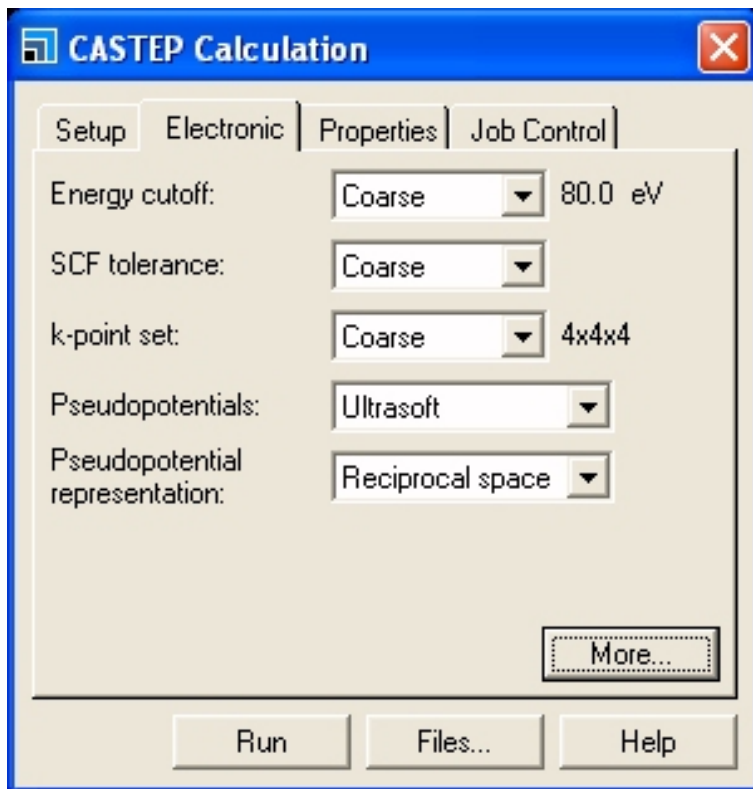 CASTEP Calculation
Setup Electronic Properties Job Control
Energy cutoff: Coarse 80.0 eV
SCF tolerance: Coarse
k-point set: Coarse 4x4x4
Pseudopotentials: Ultrasoft
Pseudopotential
representation: Reciprocal space
More...
Run Files... Help